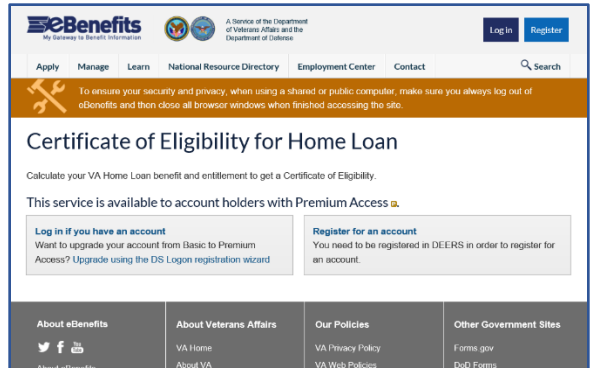 eBenefits
My Gateway to Benefit Information
A Service of the Department
of Veterans Affairs and the
Department of Defense
Log In Register
Apply Manage Learn National Resource Directory Employment Center Contact Search
To ensure your security and privacy, when using a shared or public computer, make sure you always log out of
eBenefits and then close all browser windows when finished accessing the site.
Certificate of Eligibility for Home Loan
Calculate your VA Home Loan benefit and entitlement to get a Certificate of Eligibility.
This service is available to account holders with Premium Access.
Log in if you have an account
Want to upgrade your account from Basic to Premium
Access? Upgrade using the DS Logon registration wizard
Register for an account
You need to be registered in DEERS in order to register for
an account.
About eBenefits About Veterans Affairs Our Policies Other Government Sites
VA Home VA Privacy Policy Forms.gov
About eBenefits About VA VA Web Policies DoD Forms